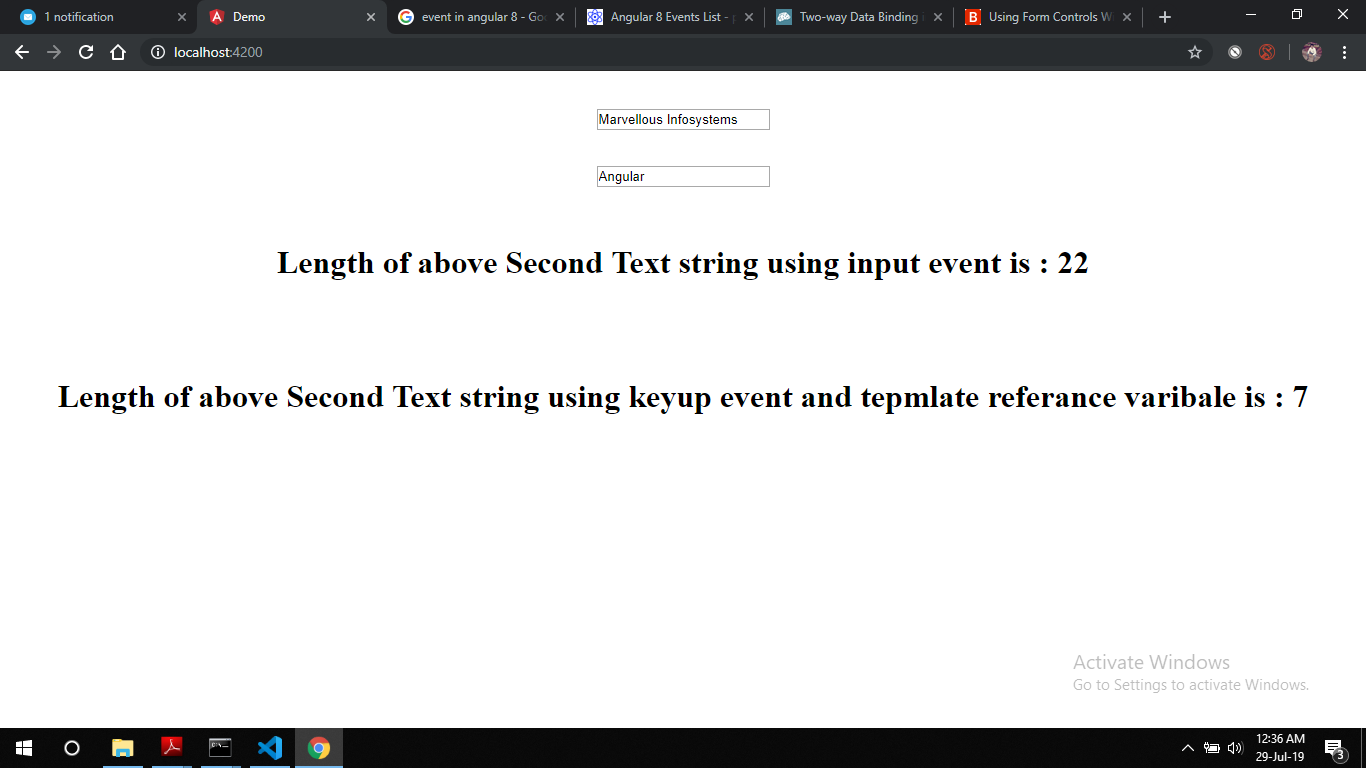 1 notification
Demo
event in angular 8 - Go
Angular 8 Events List -
Two-way Data Binding
Using Form Controls W
localhost:4200
Marvellous Infosystems
Angular
Length of above Second Text string using input event is : 22
Length of above Second Text string using keyup event and tepmlate referance varibale is : 7
Activate Windows
Go to Settings to activate Windows.
12:36 AM
29-Jul-19
3